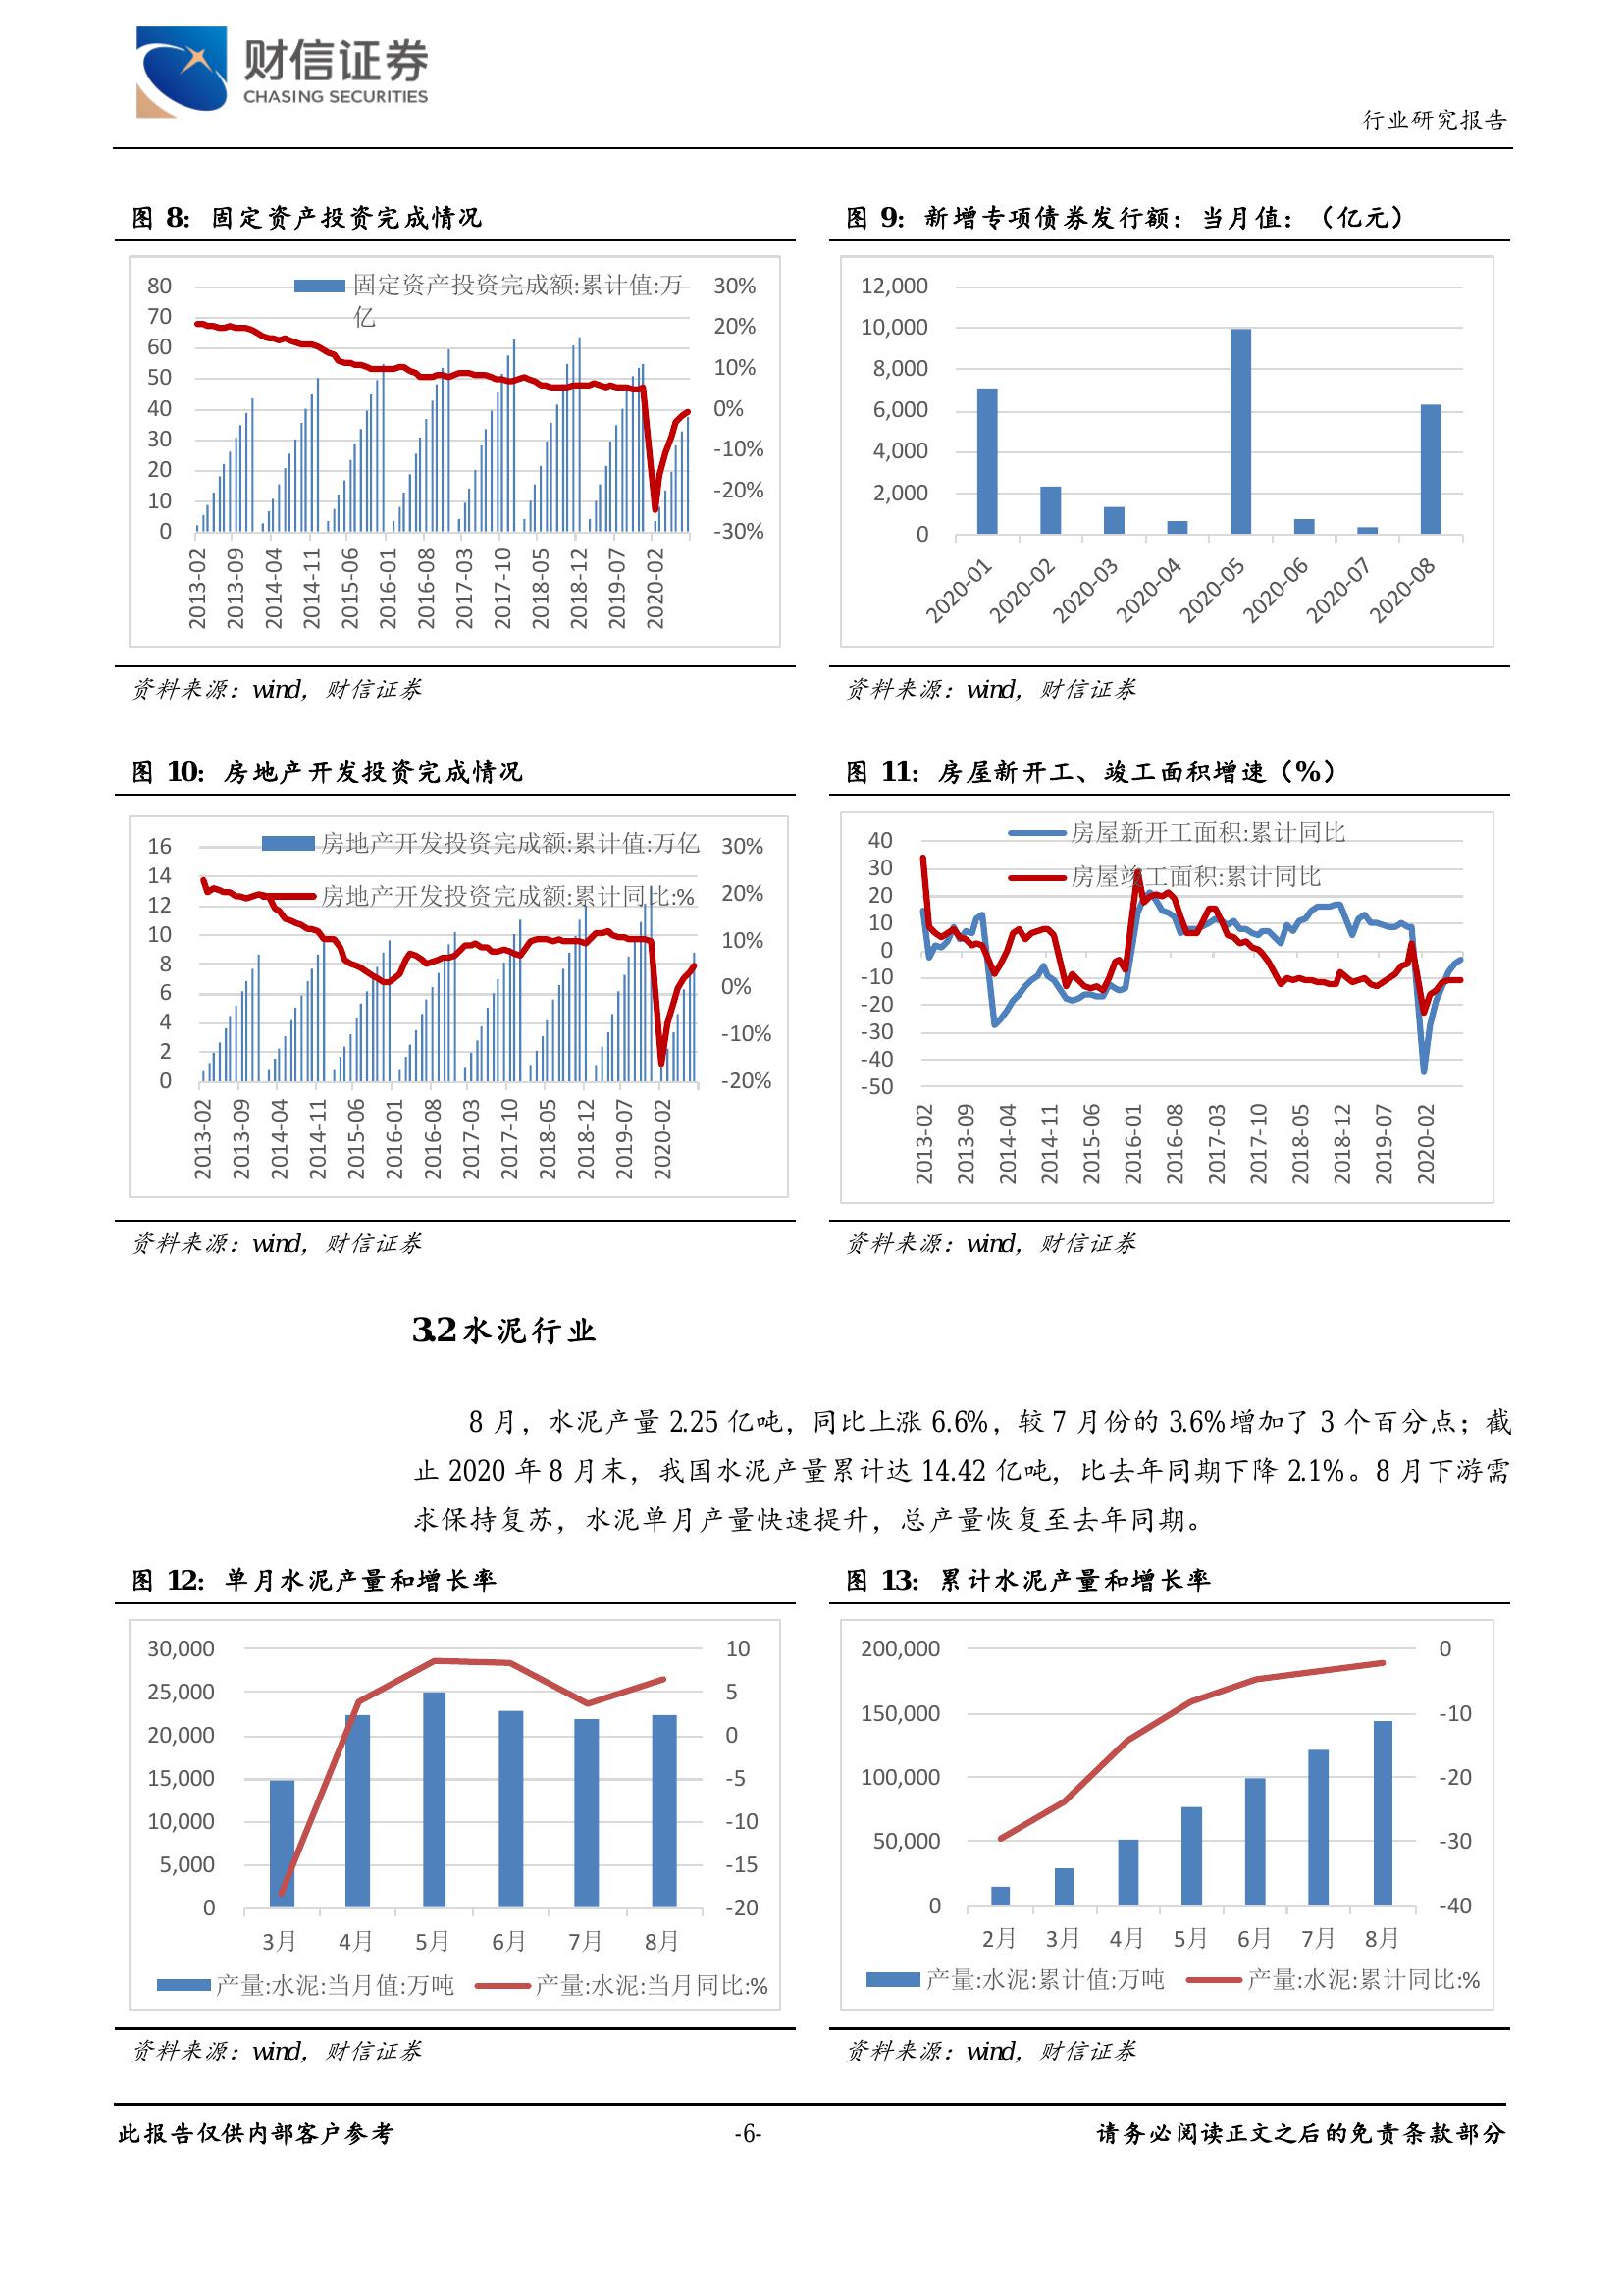 财信证券
CHASING SECURITIES
行业研究报告
图 8：固定资产投资完成情况
80
70
60
50
40
30
20
10
0
固定资产投资完成额:累计值:万
亿
30%
20%
10%
0%
-10%
-20%
-30%
2013-02
2013-09
2014-04
2014-11
2015-06
2016-01
2016-08
2017-03
2017-10
2018-05
2018-12
2019-07
2020-02
资料来源：wind，财信证券
图 9：新增专项债券发行额：当月值：（亿元）
12,000
10,000
8,000
6,000
4,000
2,000
0
2020-01
2020-02
2020-03
2020-04
2020-05
2020-06
2020-07
2020-08
资料来源：wind，财信证券
图 10：房地产开发投资完成情况
16
14
12
10
8
6
4
2
0
房地产开发投资完成额:累计值:万亿
房地产开发投资完成额:累计同比:%
30%
20%
10%
0%
-10%
-20%
2013-02
2013-09
2014-04
2014-11
2015-06
2016-01
2016-08
2017-03
2017-10
2018-05
2018-12
2019-07
2020-02
资料来源：wind，财信证券
图 11：房屋新开工、竣工面积增速（%）
40
30
20
10
0
-10
-20
-30
-40
-50
房屋新开工面积:累计同比
房屋竣工面积:累计同比
2013-02
2013-09
2014-04
2014-11
2015-06
2016-01
2016-08
2017-03
2017-10
2018-05
2018-12
2019-07
2020-02
资料来源：wind，财信证券
3.2 水泥行业
8 月，水泥产量 2.25 亿吨，同比上涨 6.6%，较 7 月份的 3.6%增加了 3 个百分点；截
止 2020 年 8 月末，我国水泥产量累计达 14.42 亿吨，比去年同期下降 2.1%。8 月下游需
求保持复苏，水泥单月产量快速提升，总产量恢复至去年同期。
图 12：单月水泥产量和增长率
30,000
25,000
20,000
15,000
10,000
5,000
0
10
5
0
-5
-10
-15
-20
3月
4月
5月
6月
7月
8月
产量:水泥:当月值:万吨
产量:水泥:当月同比:%
资料来源：wind，财信证券
图 13：累计水泥产量和增长率
200,000
150,000
100,000
50,000
0
0
-10
-20
-30
-40
2月
3月
4月
5月
6月
7月
8月
产量:水泥:累计值:万吨
产量:水泥:累计同比:%
资料来源：wind，财信证券
此报告仅供内部客户参考
-6-
请务必阅读正文之后的免责条款部分